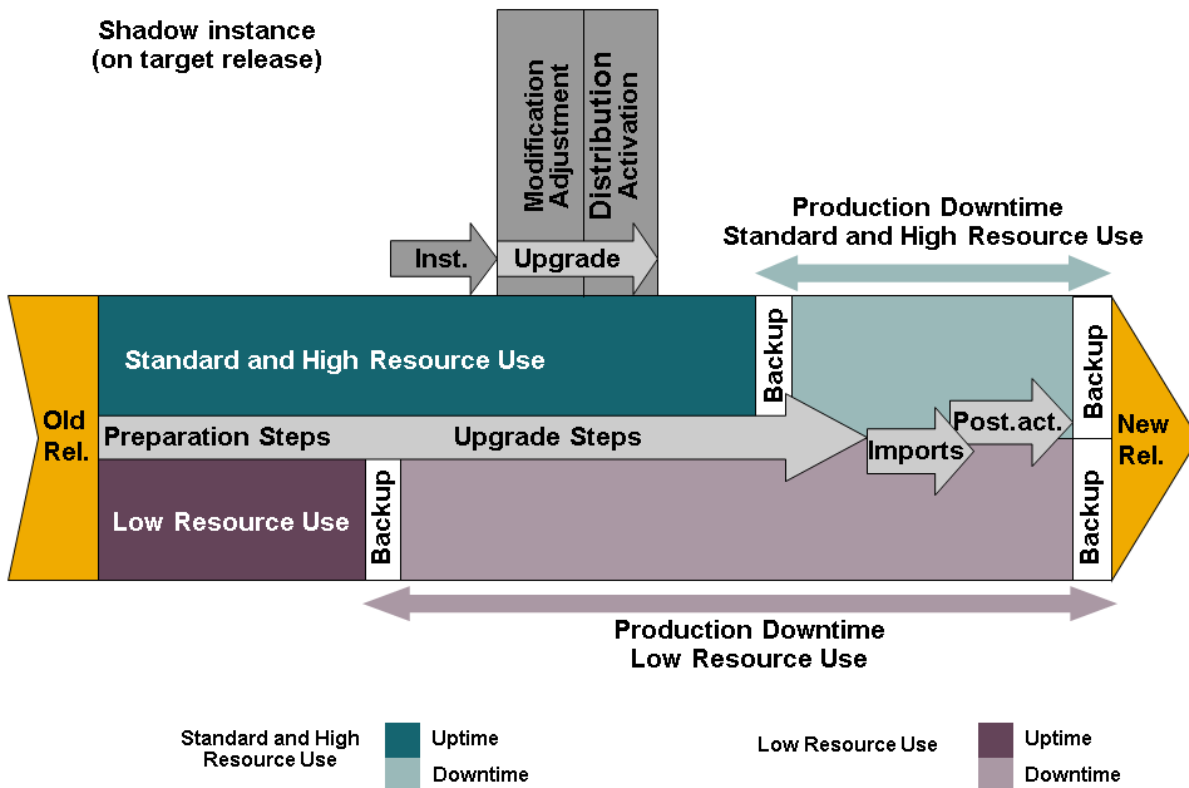 Shadow instance
(on target release)
Modification
Adjustment
Distribution
Activation
Inst.
Upgrade
Production Downtime
Standard and High Resource Use
Standard and High Resource Use
Backup
Backup
Old
Rel.
Preparation Steps
Upgrade Steps
Imports
Post.act.
New
Rel.
Low Resource Use
Backup
Backup
Production Downtime
Low Resource Use
Standard and High
Resource Use
Uptime
Downtime
Low Resource Use
Uptime
Downtime